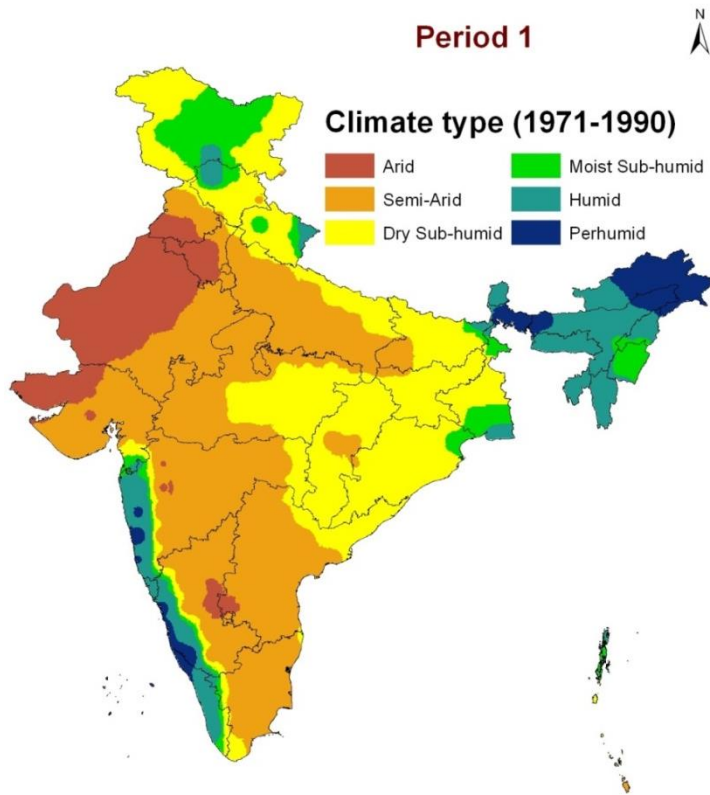 Period 1
N
Climate type (1971-1990)
Arid
Moist Sub-humid
Semi-Arid
Humid
Dry Sub-humid
Perhumid